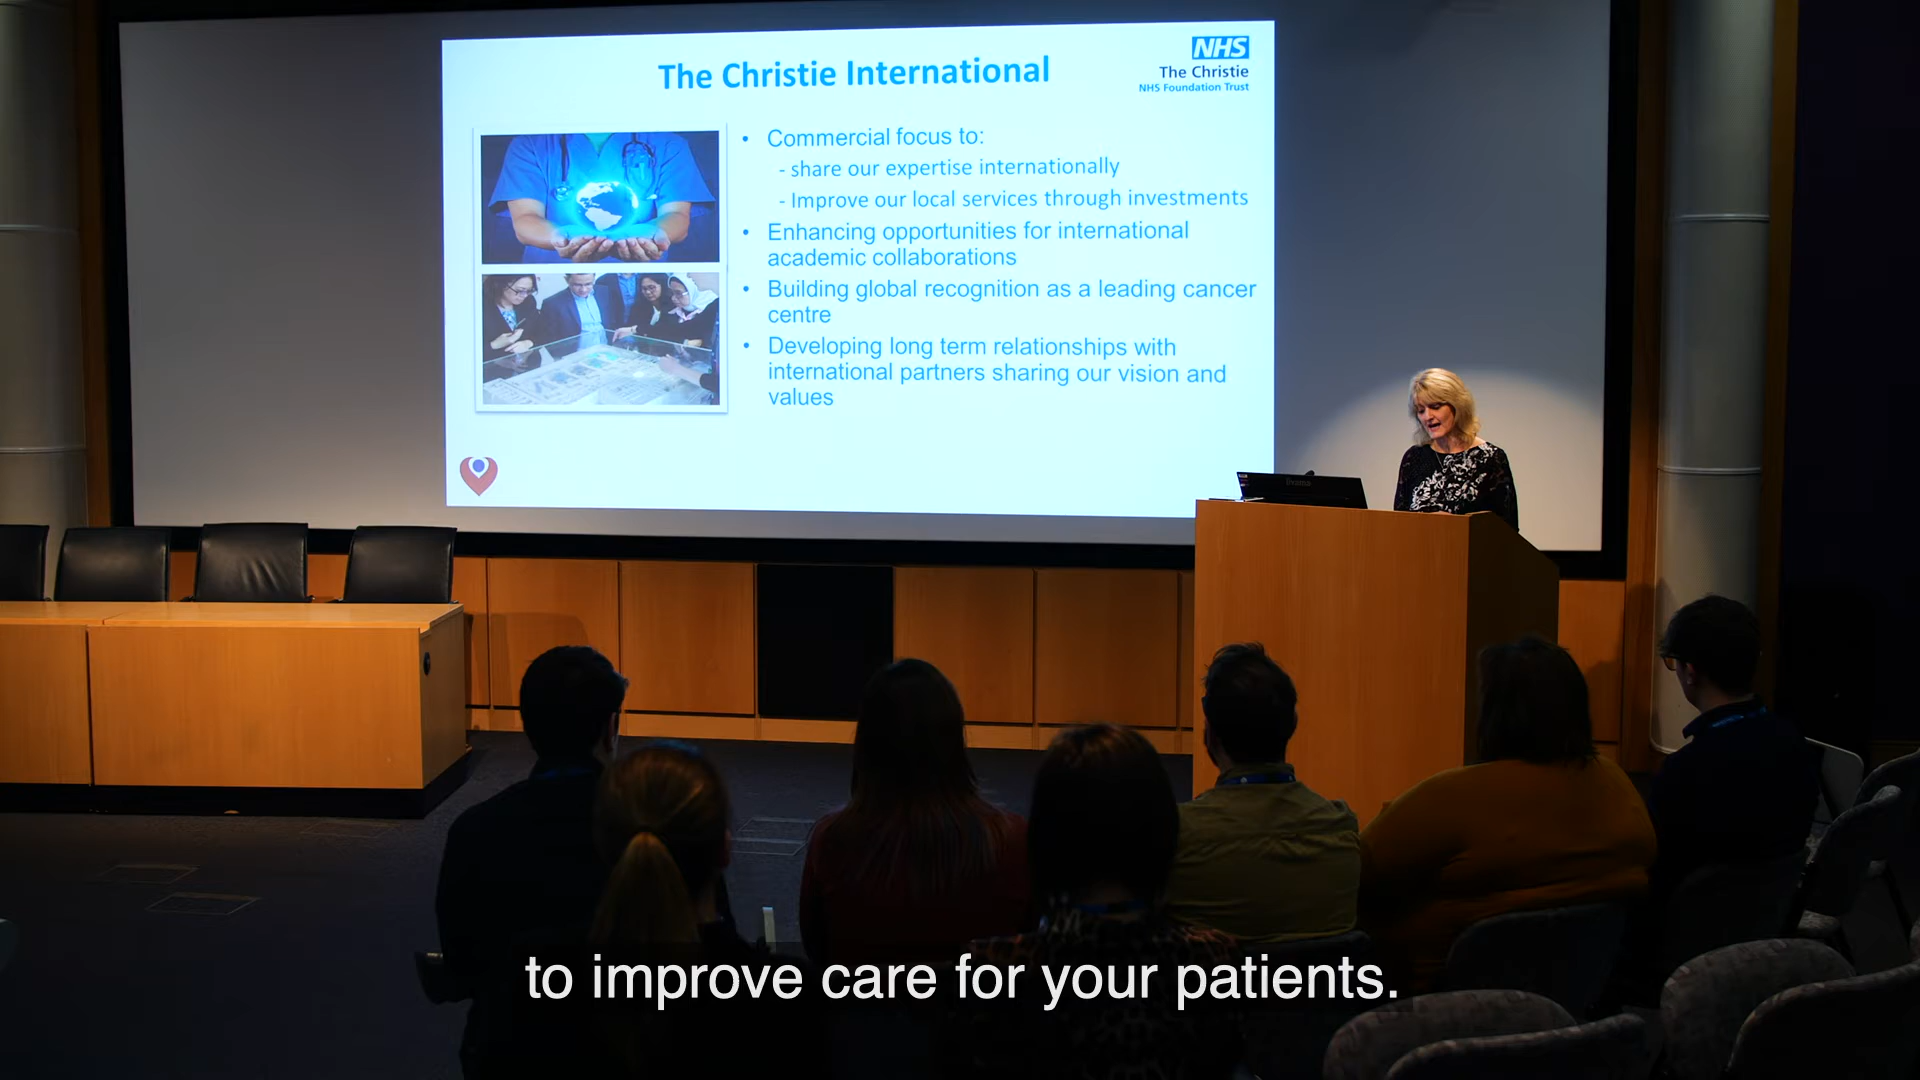 The Christie International
NHS
The Christie
NHS Foundation Trust
• Commercial focus to:
- share our expertise internationally
- Improve our local services through investments
• Enhancing opportunities for international
academic collaborations
• Building global recognition as a leading cancer
centre
• Developing long term relationships with
international partners sharing our vision and
values
to improve care for your patients.